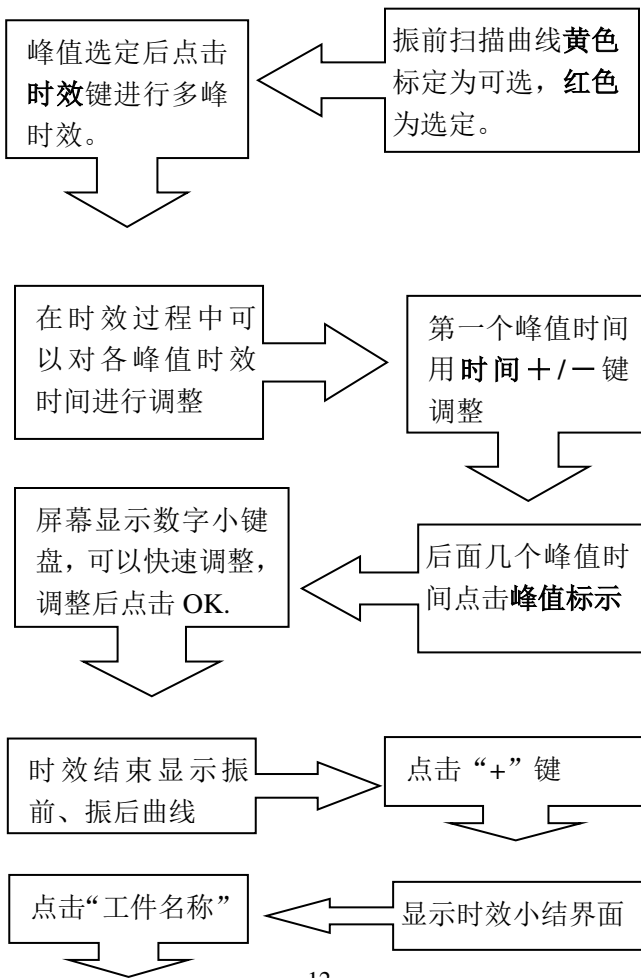 振前扫描曲线黄色
标定为可选，红色
为选定。
峰值选定后点击
时效键进行多峰
时效。
在时效过程中可
以对各峰值时效
时间进行调整
第一个峰值时间
用时间＋/－键
调整
后面几个峰值时
间点击峰值标示
屏幕显示数字小键
盘，可以快速调整，
调整后点击 OK.
时效结束显示振
前、振后曲线
点击“+”键
显示时效小结界面
点击“工件名称”